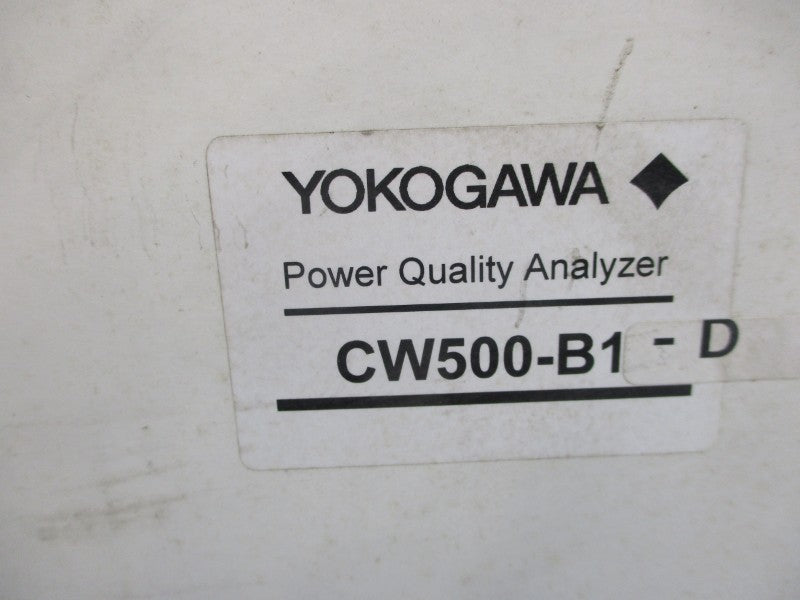 YOKOGAWA
Power Quality Analyzer
CW500-B1 - D